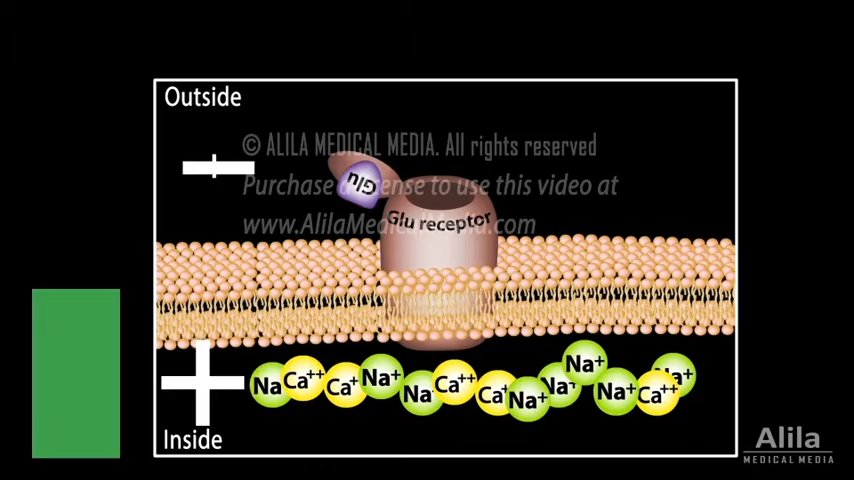 Outside
© ALILA MEDICAL MEDIA. All rights reserved
Glu
Purchase a license to use this video at
Glu receptor
www.AlilaMedicalMedia.com
Na
Ca++
Ca+
Na+
Na
Ca++
Ca
Na+
Na+
Na+
Na+
Ca++
Na+
Inside
Alila
MEDICAL MEDIA